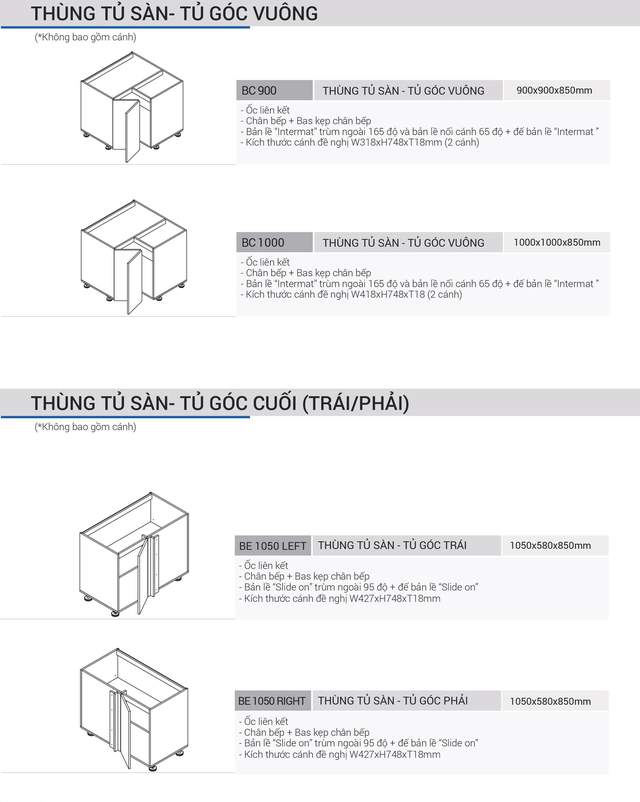 THÙNG TỦ SÀN- TỦ GÓC VUÔNG
(*Không bao gồm cánh)
BC 900 THÙNG TỦ SÀN - TỦ GÓC VUÔNG 900x900x850mm
- Ốc liên kết
- Chân bếp + Bas kẹp chân bếp
- Bản lề "Intermat" trùm ngoài 165 độ và bản lề nối cánh 65 độ + đế bản lề "Intermat "
- Kích thước cánh đề nghị W318xH748xT18mm (2 cánh)
BC 1000 THÙNG TỦ SÀN - TỦ GÓC VUÔNG 1000x1000x850mm
- Ốc liên kết
- Chân bếp + Bas kẹp chân bếp
- Bản lề "Intermat" trùm ngoài 165 độ và bản lề nối cánh 65 độ + đế bản lề "Intermat "
- Kích thước cánh đề nghị W418xH748xT18 (2 cánh)
THÙNG TỦ SÀN- TỦ GÓC CUỐI (TRÁI/PHẢI)
(*Không bao gồm cánh)
BE 1050 LEFT THÙNG TỦ SÀN - TỦ GÓC TRÁI 1050x580x850mm
- Ốc liên kết
- Chân bếp + Bas kẹp chân bếp
- Bản lề "Slide on" trùm ngoài 95 độ + đế bản lề "Slide on"
- Kích thước cánh đề nghị W427xH748xT18mm
BE 1050 RIGHT THÙNG TỦ SÀN - TỦ GÓC PHẢI 1050x580x850mm
- Ốc liên kết
- Chân bếp + Bas kẹp chân bếp
- Bản lề "Slide on" trùm ngoài 95 độ + đế bản lề "Slide on"
- Kích thước cánh đề nghị W427xH748xT18mm